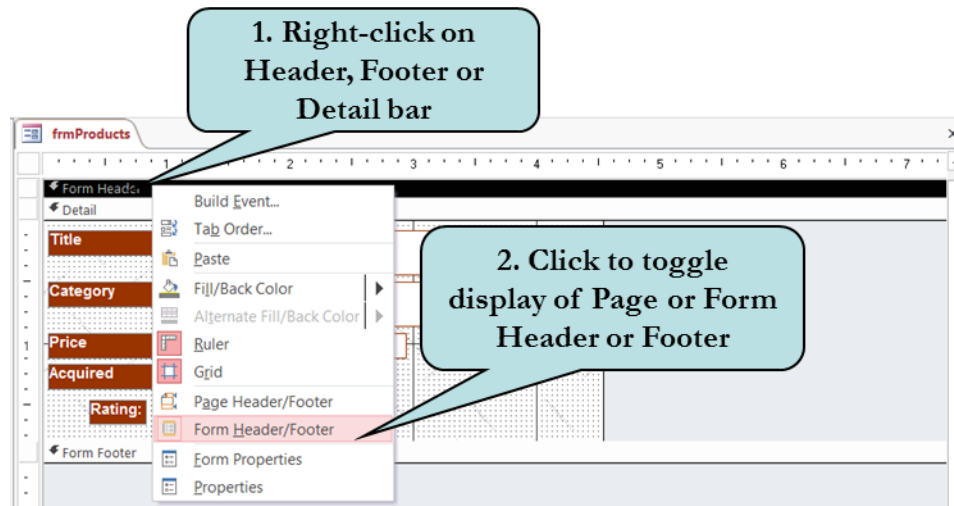 1. Right-click on
Header, Footer or
Detail bar
frmProducts
1 2 3 4 5 6 7
Form Header
Detail
Build Event...
Tab Order...
Title
Paste
2. Click to toggle
display of Page or Form
Header or Footer
Category
Fill/Back Color
Alternate Fill/Back Color
1
Price
Ruler
Acquired
Grid
Rating:
Page Header/Footer
Form Header/Footer
Form Footer
Form Properties
Properties